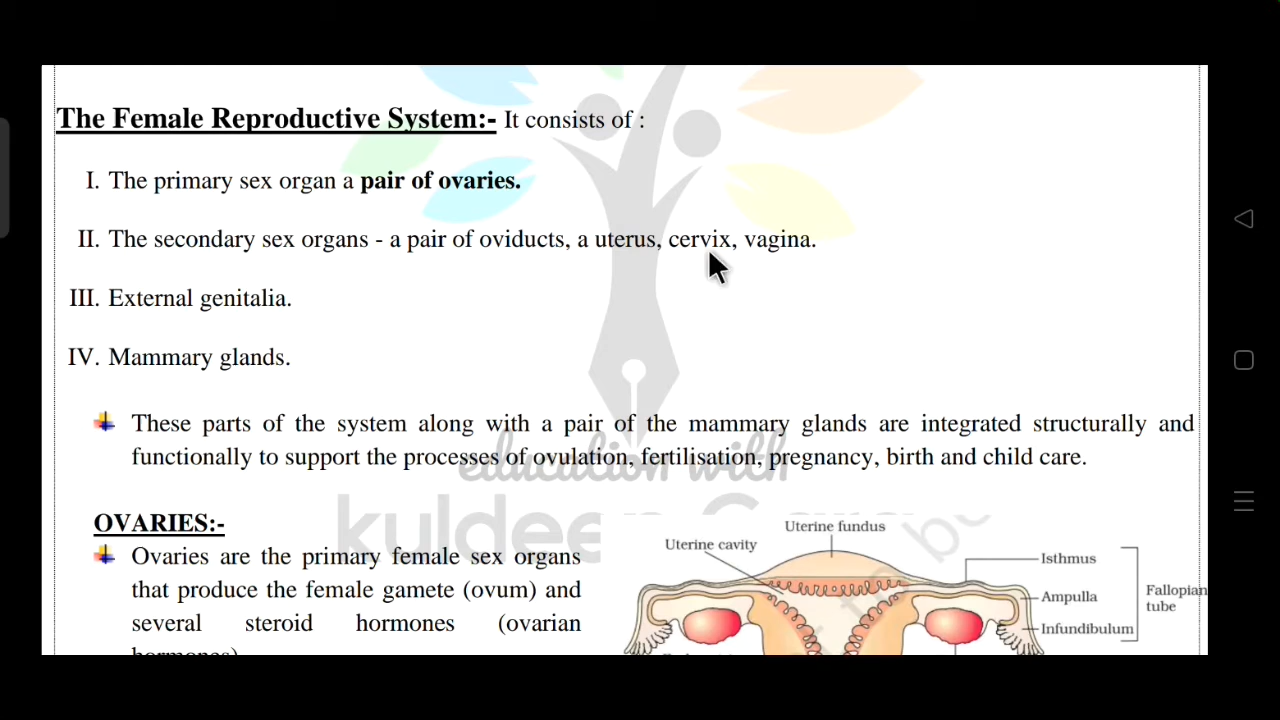 The Female Reproductive System:- It consists of :
I. The primary sex organ a pair of ovaries.
II. The secondary sex organs - a pair of oviducts, a uterus, cervix, vagina.
III. External genitalia.
IV. Mammary glands.
These parts of the system along with a pair of the mammary glands are integrated structurally and
functionally to support the processes of ovulation, fertilisation, pregnancy, birth and child care.
education with
OVARIES:-
Ovaries are the primary female sex organs
that produce the female gamete (ovum) and
several steroid hormones (ovarian
hormones)
Uterine fundus
Uterine cavity
Isthmus
Ampulla
Fallopian
tube
Infundibulum